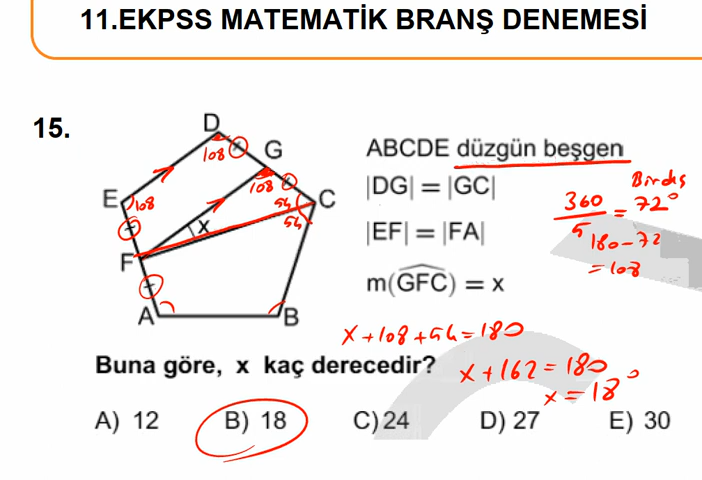 11.EKPSS MATEMATİK BRANŞ DENEMESİ
15.
D
108
G
108
E
108
C
54
54
x
F
A
B
ABCDE düzgün beşgen
|DG| = |GC|
|EF| = |FA|
m(GFC) = x
Birdış
360/5 = 72°
180-72
= 108
x+108+54=180
Buna göre, x kaç derecedir?
x+162=180
x=18°
A) 12 B) 18 C) 24 D) 27 E) 30